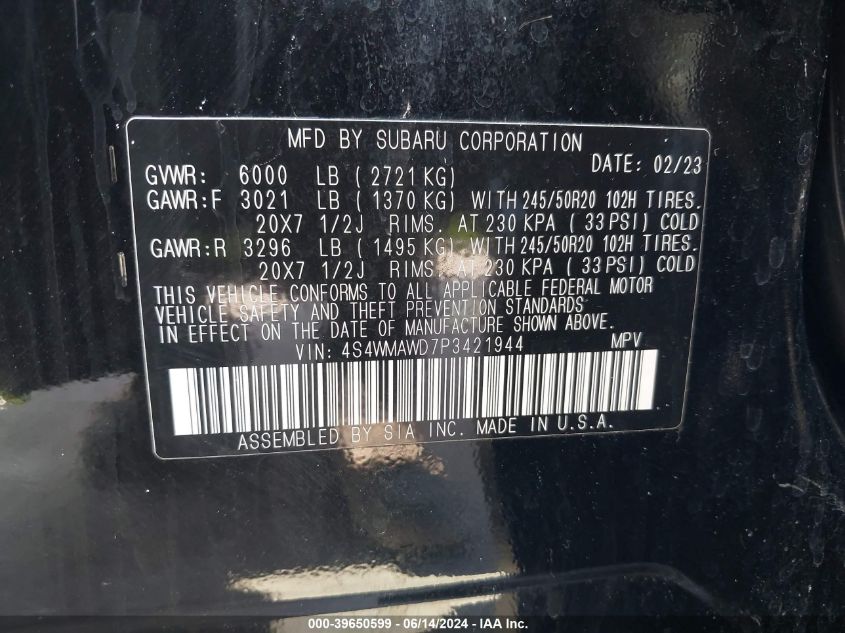 MFD BY SUBARU CORPORATION
DATE: 02/23
GVWR: 6000 LB ( 2721 KG)
GAWR:F 3021 LB ( 1370 KG) WITH 245/50R20 102H TIRES.
20X7 1/2J RIMS. AT 230 KPA ( 33 PSI) COLD
GAWR:R 3296 LB ( 1495 KG) WITH 245/50R20 102H TIRES.
20X7 1/2J RIMS. AT 230 KPA ( 33 PSI) COLD
THIS VEHICLE CONFORMS TO ALL APPLICABLE FEDERAL MOTOR
VEHICLE SAFETY AND THEFT PREVENTION STANDARDS
IN EFFECT ON THE DATE OF MANUFACTURE SHOWN ABOVE.
VIN: 4S4WMAWD7P3421944 MPV
ASSEMBLED BY SIA INC. MADE IN U.S.A.
000-39650599 - 06/14/2024 - IAA Inc.